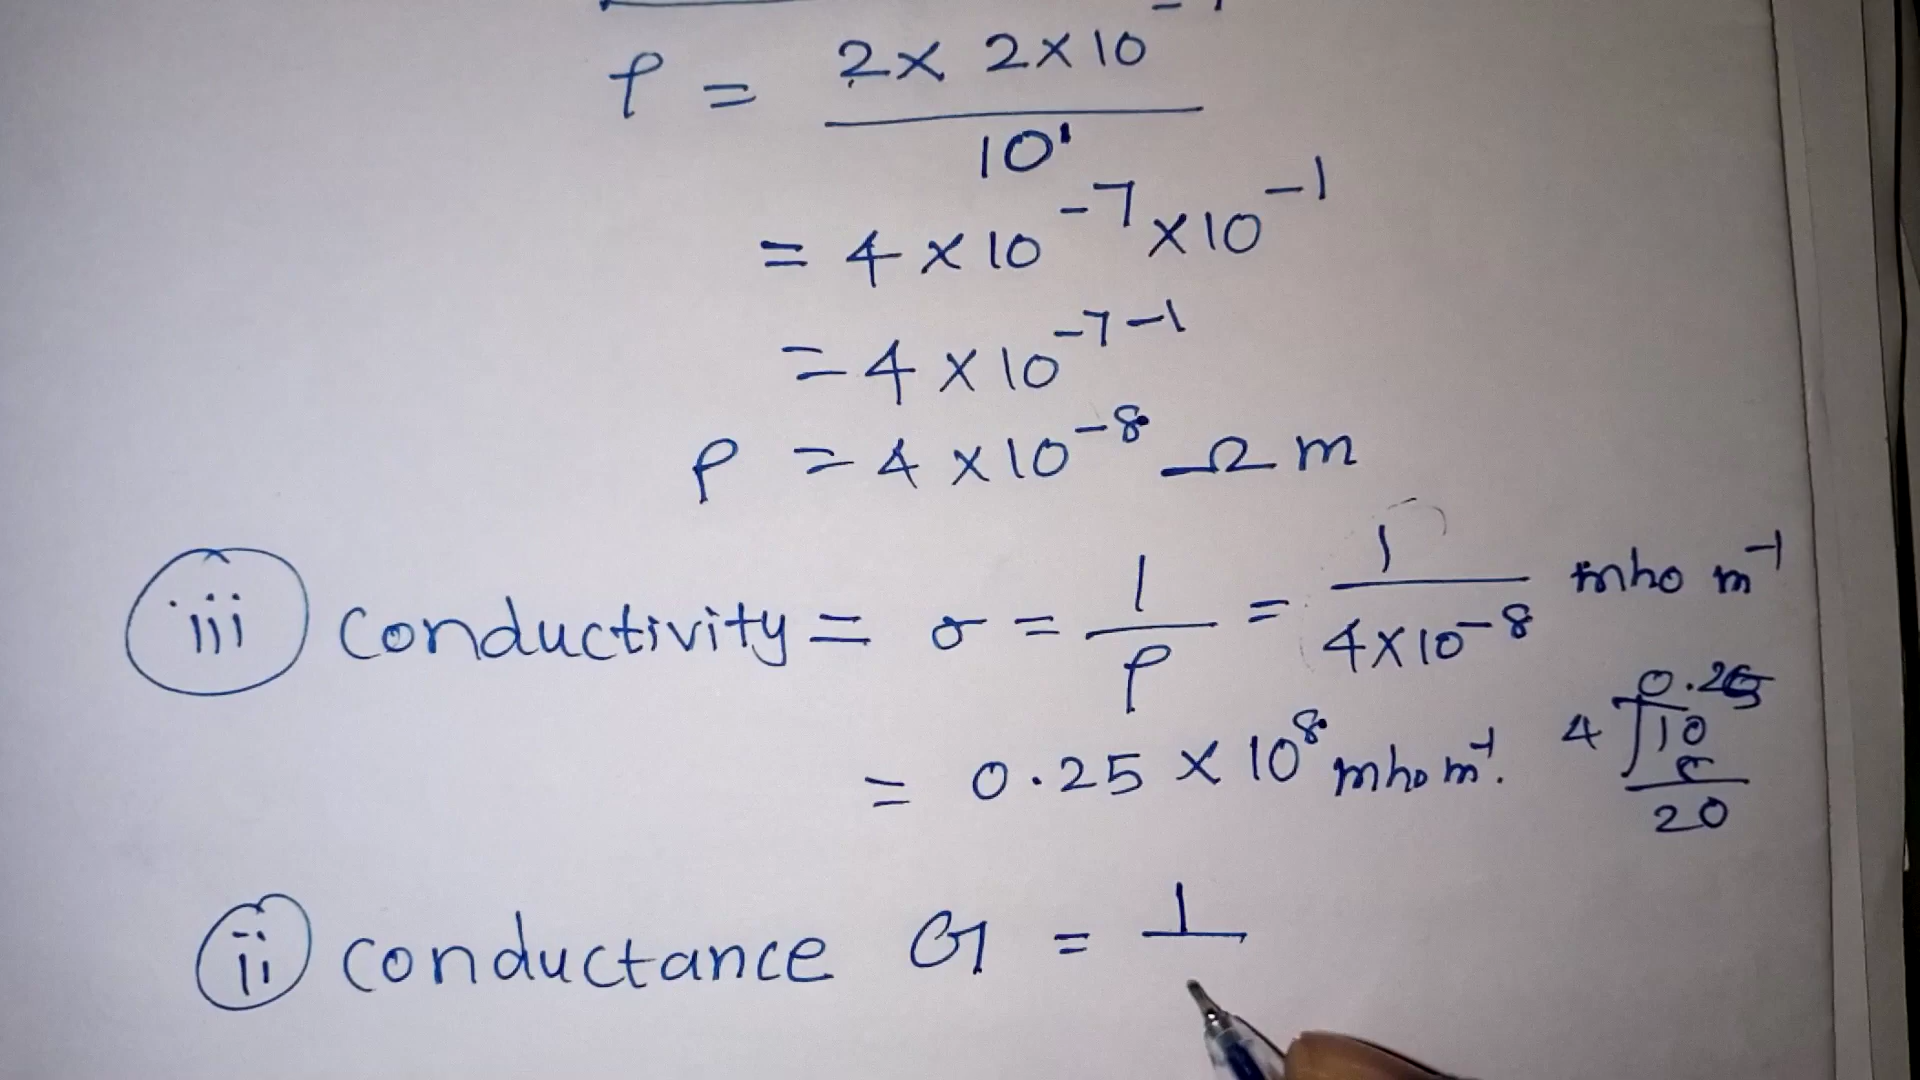 ρ = 2 × 2 × 10⁻⁷ / 10¹
= 4 × 10⁻⁷ × 10⁻¹
= 4 × 10⁻⁷⁻¹
ρ = 4 × 10⁻⁸ Ω m
iii conductivity = σ = 1/ρ = 1 / 4×10⁻⁸ mho m⁻¹
= 0.25 × 10⁸ mho m⁻¹.
0.25
4 10
8
20
ii conductance G = 1